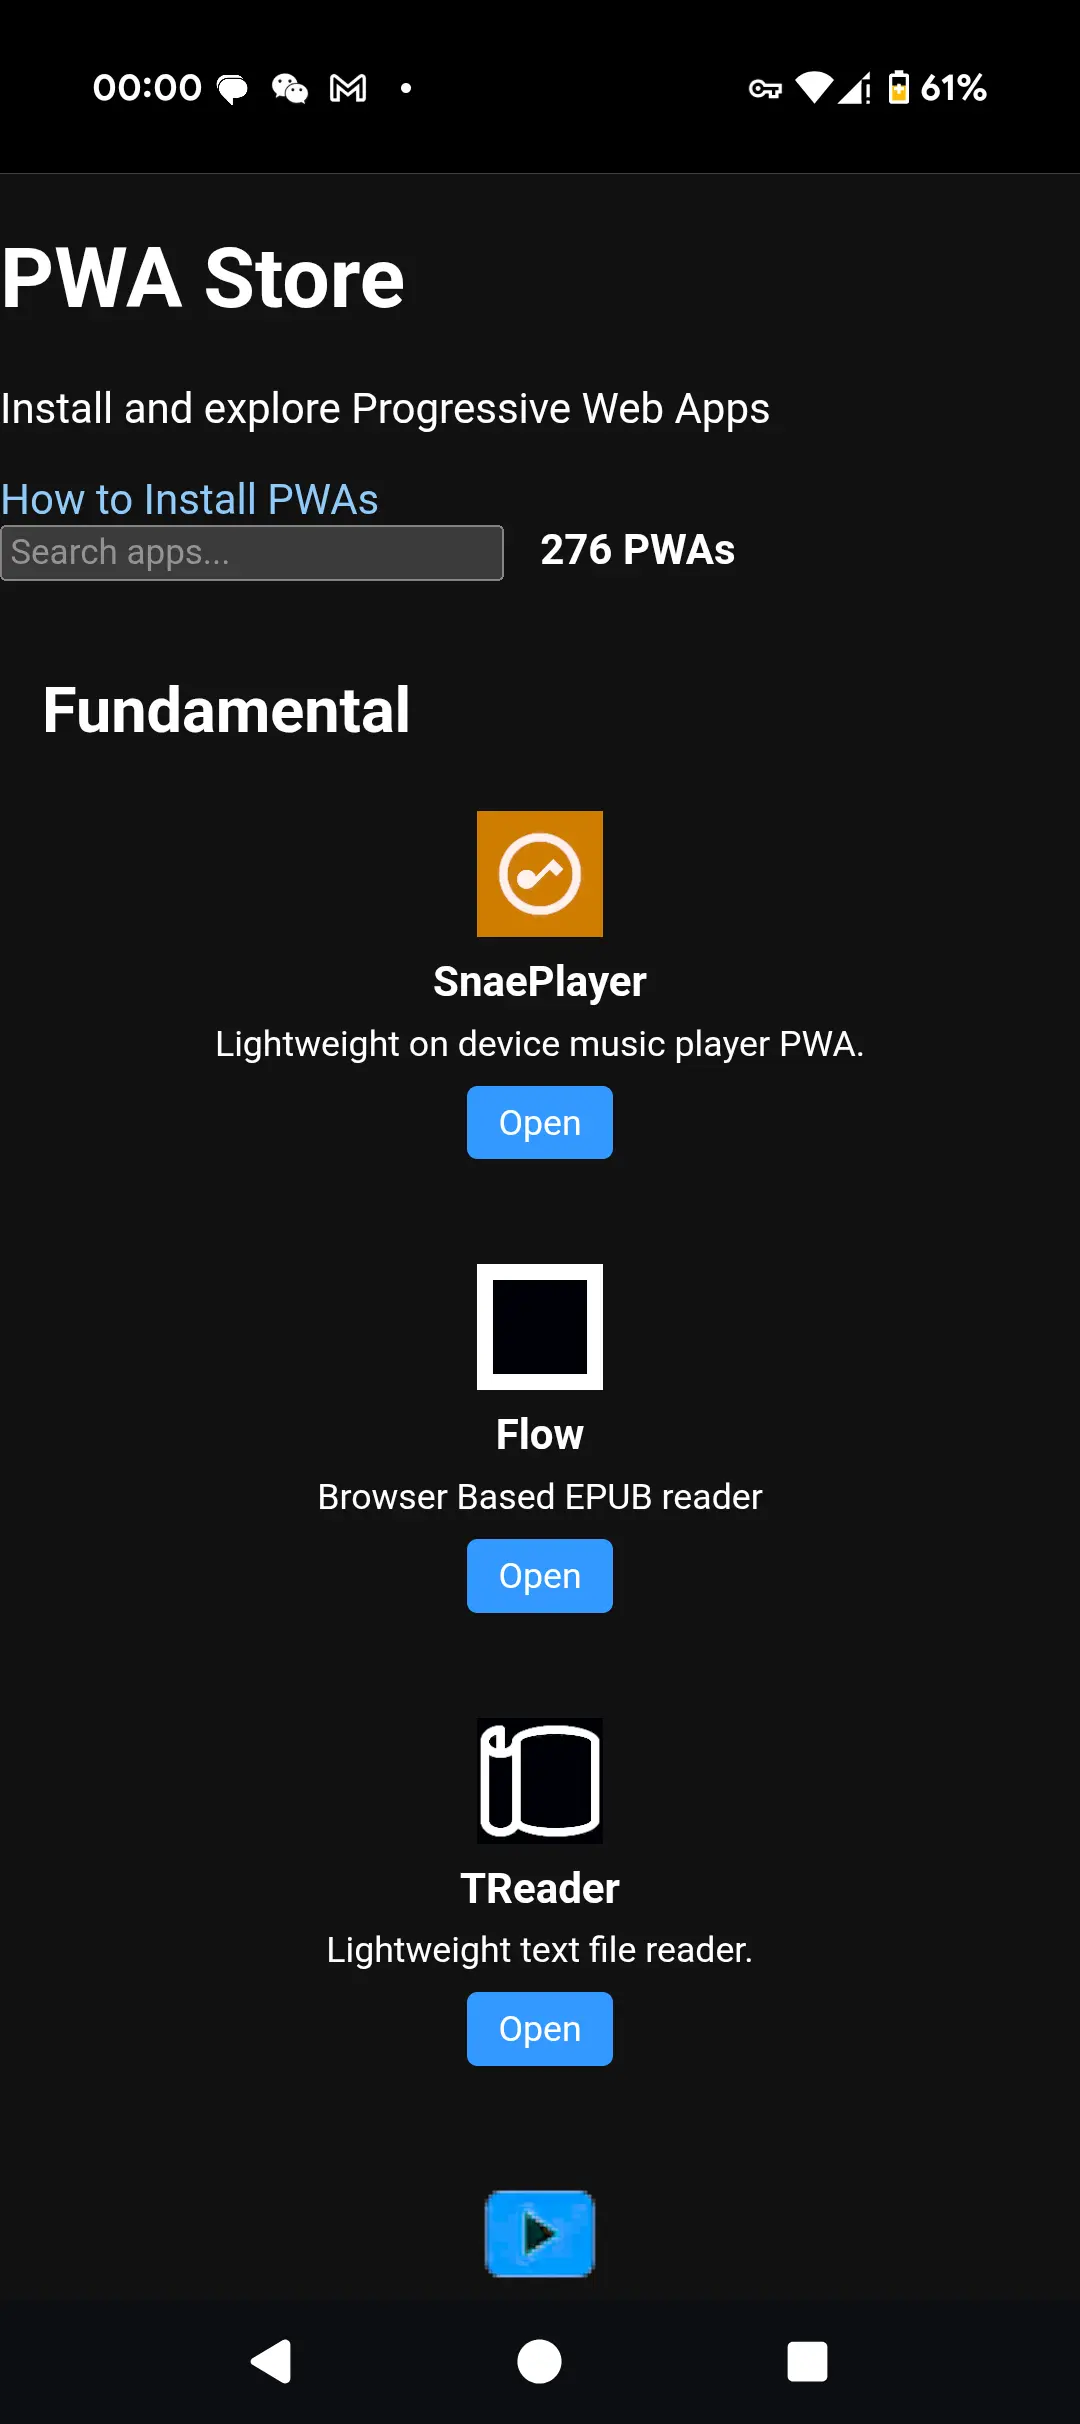 00:00
61%
PWA Store
Install and explore Progressive Web Apps
How to Install PWAs
Search apps...
276 PWAs
Fundamental
SnaePlayer
Lightweight on device music player PWA.
Open
Flow
Browser Based EPUB reader
Open
TReader
Lightweight text file reader.
Open